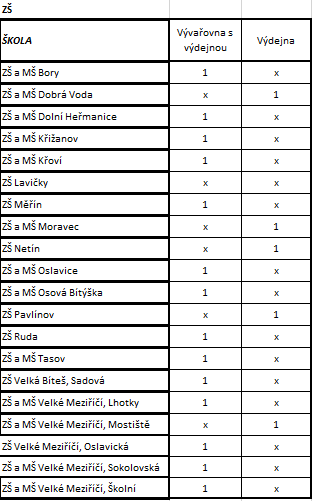 ZŠ
ŠKOLA Vývařovna s výdejnou Výdejna
ZŠ a MŠ Bory 1 x
ZŠ a MŠ Dobrá Voda x 1
ZŠ a MŠ Dolní Heřmanice 1 x
ZŠ a MŠ Křižanov 1 x
ZŠ a MŠ Křoví 1 x
ZŠ Lavičky x x
ZŠ Měřín 1 x
ZŠ a MŠ Moravec x 1
ZŠ Netín x 1
ZŠ a MŠ Oslavice 1 x
ZŠ a MŠ Osová Bítýška 1 x
ZŠ Pavlínov x 1
ZŠ Ruda 1 x
ZŠ a MŠ Tasov 1 x
ZŠ Velká Bíteš, Sadová 1 x
ZŠ a MŠ Velké Meziříčí, Lhotky 1 x
ZŠ a MŠ Velké Meziříčí, Mostiště x 1
ZŠ Velké Meziříčí, Oslavická 1 x
ZŠ a MŠ Velké Meziříčí, Sokolovská 1 x
ZŠ a MŠ Velké Meziříčí, Školní 1 x